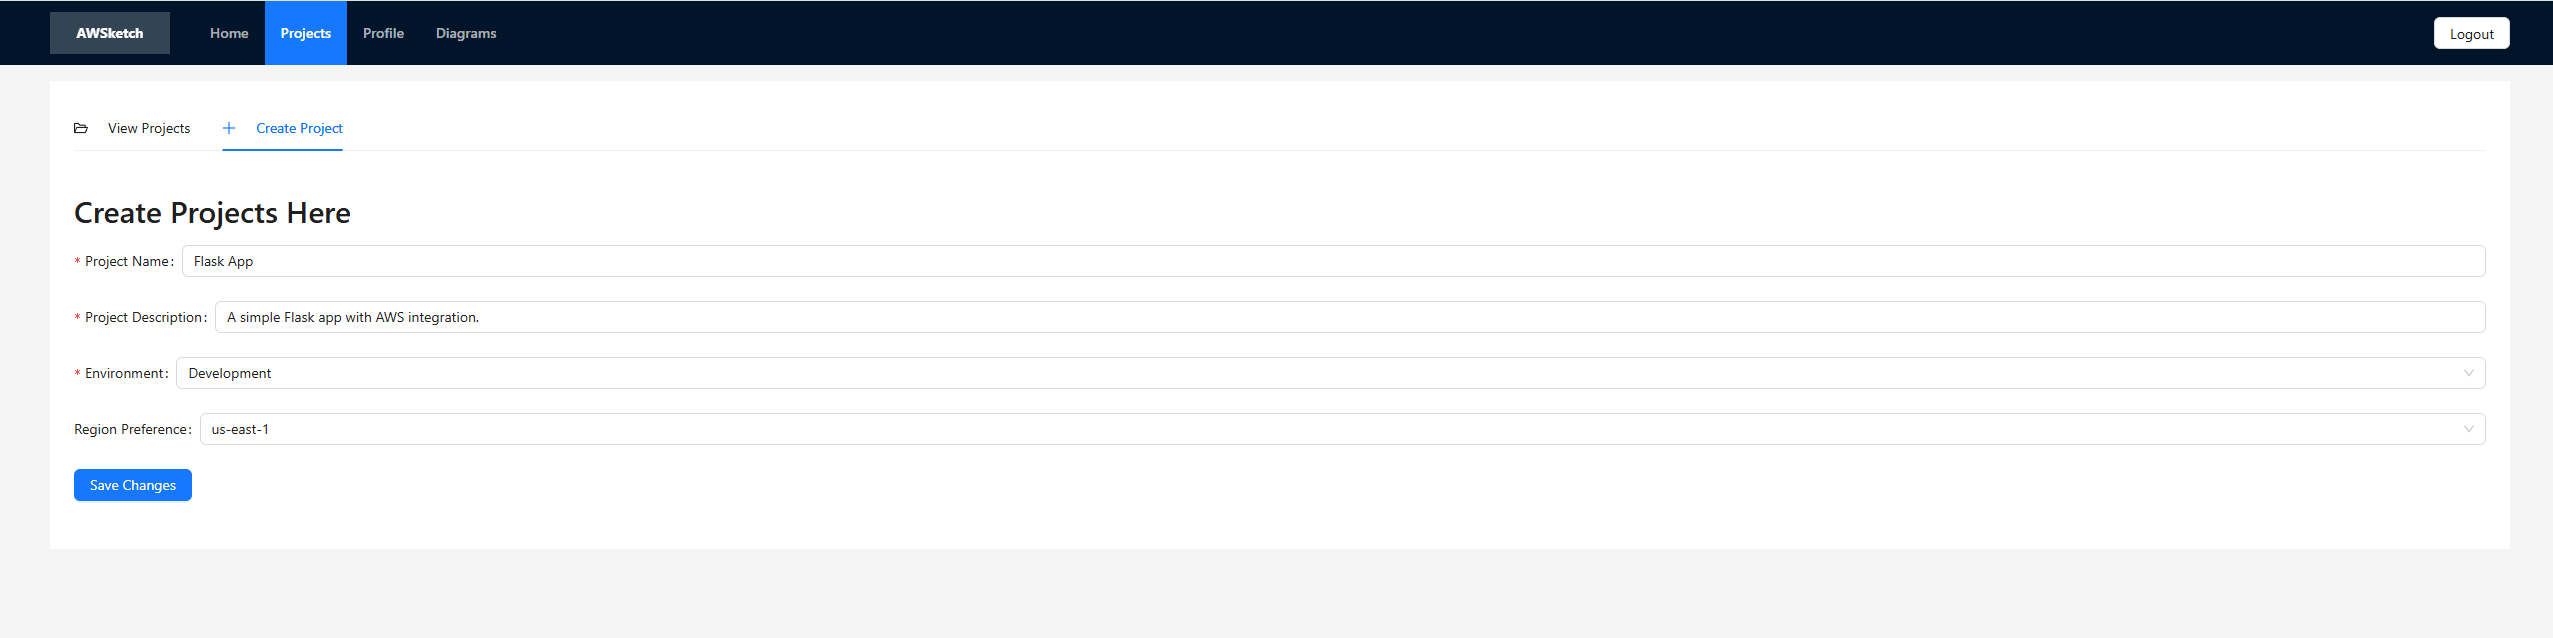 AWSketch Home Projects Profile Diagrams Logout
View Projects Create Project
Create Projects Here
* Project Name: Flask App
* Project Description: A simple Flask app with AWS integration.
* Environment: Development
Region Preference: us-east-1
Save Changes